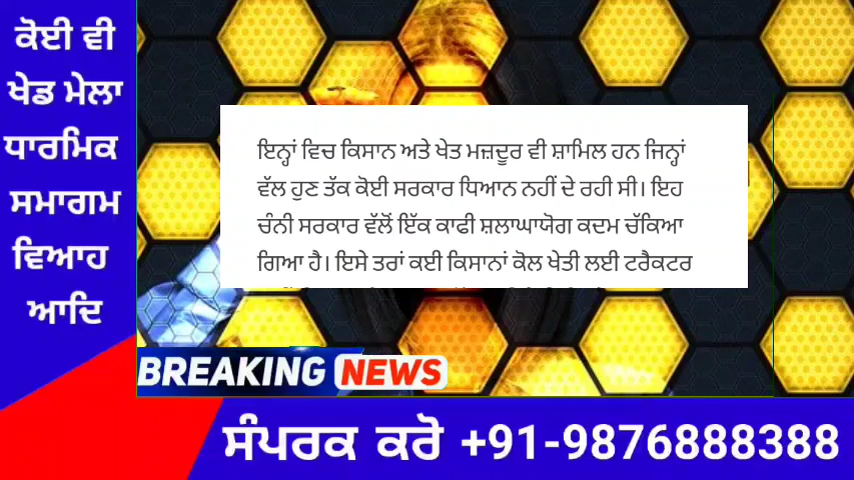 ਕੋਈ ਵੀ
ਖੇਡ ਮੇਲਾ
ਧਾਰਮਿਕ
ਸਮਾਗਮ
ਵਿਆਹ
ਆਦਿ
ਇਨ੍ਹਾਂ ਵਿਚ ਕਿਸਾਨ ਅਤੇ ਖੇਤ ਮਜ਼ਦੂਰ ਵੀ ਸ਼ਾਮਿਲ ਹਨ ਜਿਨ੍ਹਾਂ
ਵੱਲ ਹੁਣ ਤੱਕ ਕੋਈ ਸਰਕਾਰ ਧਿਆਨ ਨਹੀਂ ਦੇ ਰਹੀ ਸੀ। ਇਹ
ਚੰਨੀ ਸਰਕਾਰ ਵੱਲੋਂ ਇੱਕ ਕਾਫੀ ਸ਼ਲਾਘਾਯੋਗ ਕਦਮ ਚੱਕਿਆ
ਗਿਆ ਹੈ। ਇਸੇ ਤਰਾਂ ਕਈ ਕਿਸਾਨਾਂ ਕੋਲ ਖੇਤੀ ਲਈ ਟਰੈਕਟਰ
BREAKING NEWS
ਸੰਪਰਕ ਕਰੋ +91-9876888388